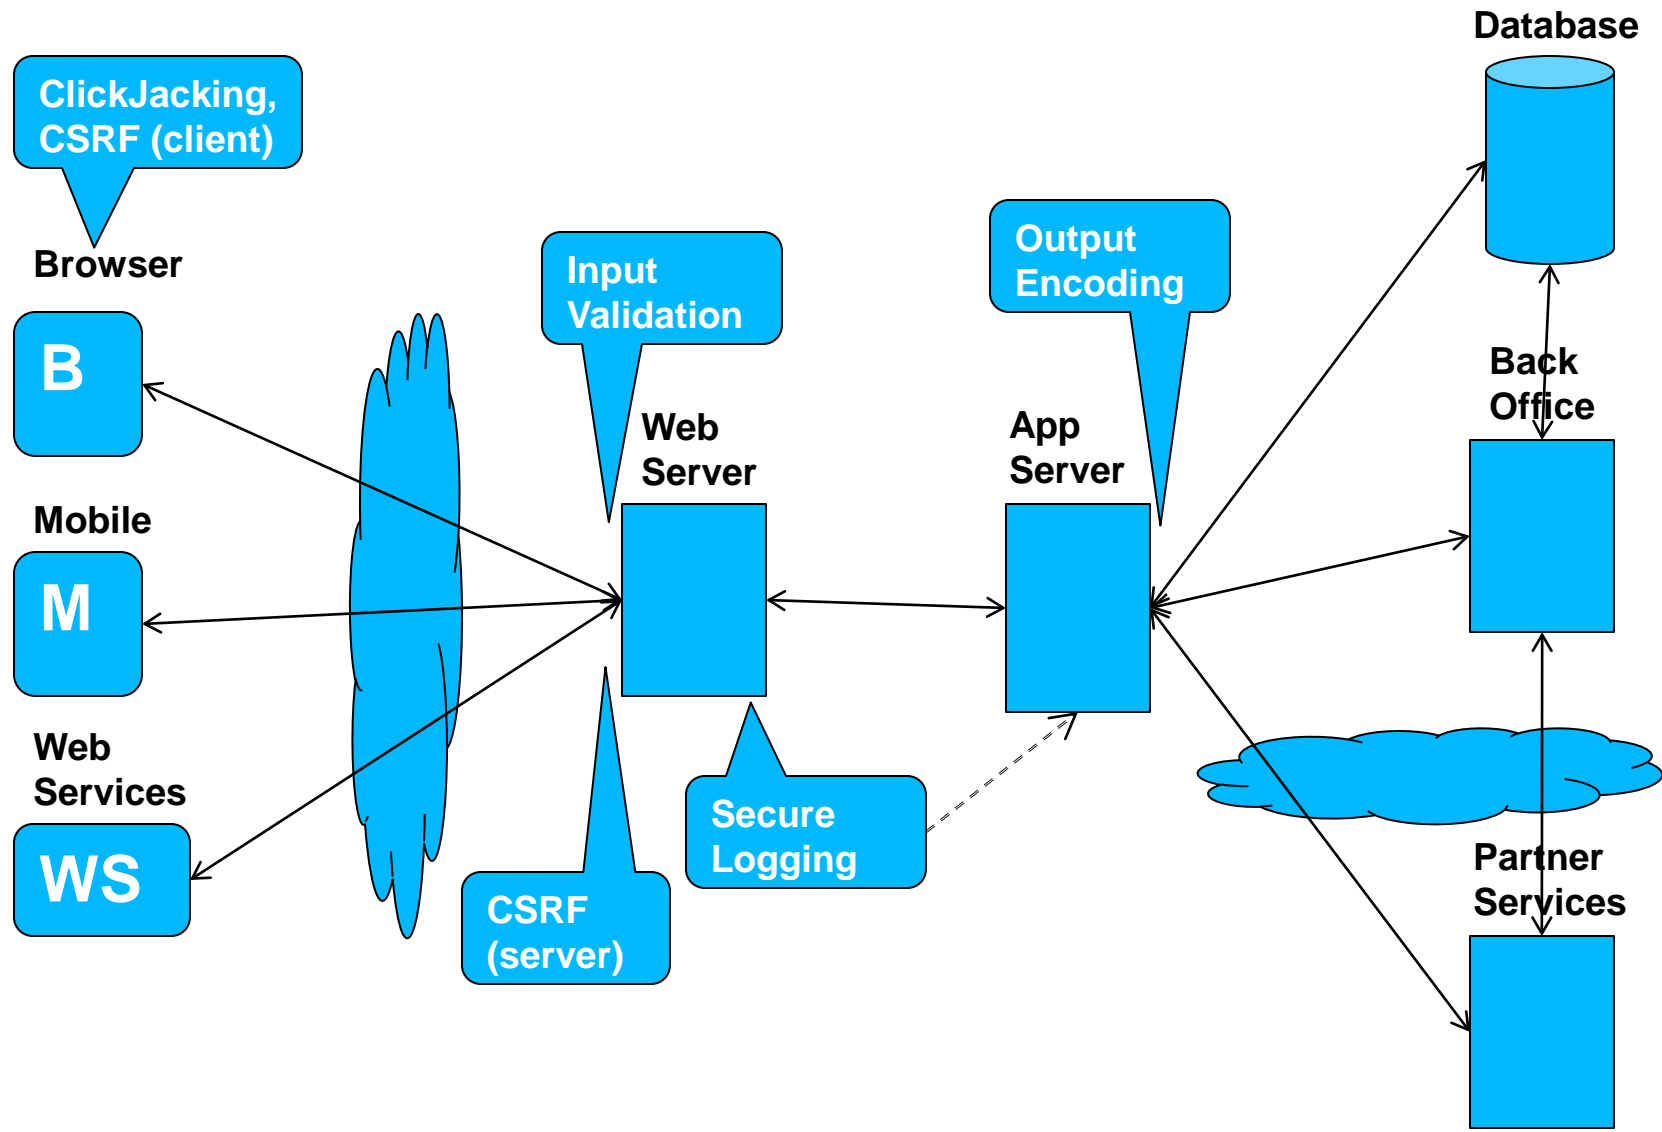 Database
ClickJacking,
CSRF (client)
Browser
Input
Validation
Output
Encoding
B
Back
Office
Web
Server
App
Server
Mobile
M
Web
Services
WS
Secure
Logging
CSRF
(server)
Partner
Services